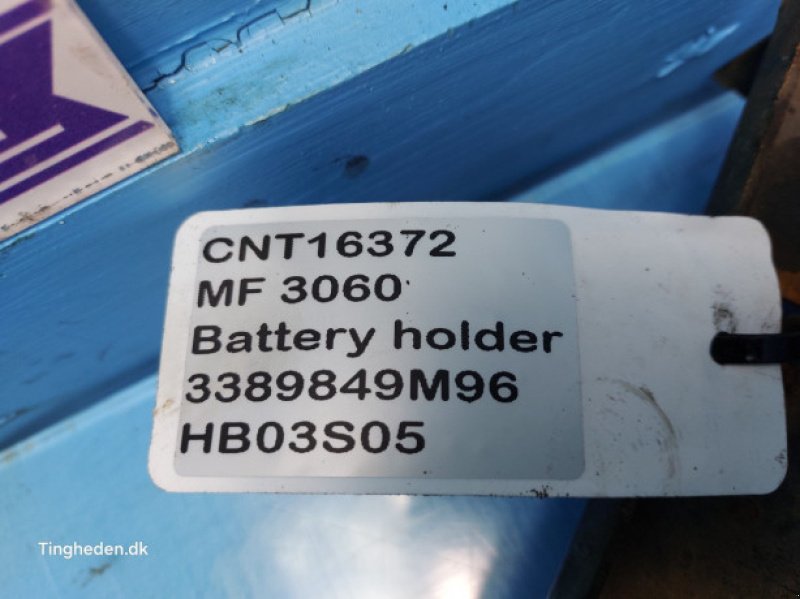 CNT16372
MF 3060
Battery holder
3389849M96
HB03S05
Tingheden.dk